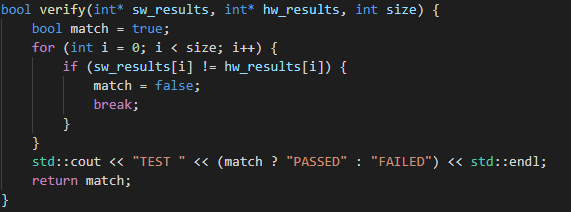 bool verify(int* sw_results, int* hw_results, int size) {
    bool match = true;
    for (int i = 0; i < size; i++) {
        if (sw_results[i] != hw_results[i]) {
            match = false;
            break;
        }
    }
    std::cout << "TEST " << (match ? "PASSED" : "FAILED") << std::endl;
    return match;
}